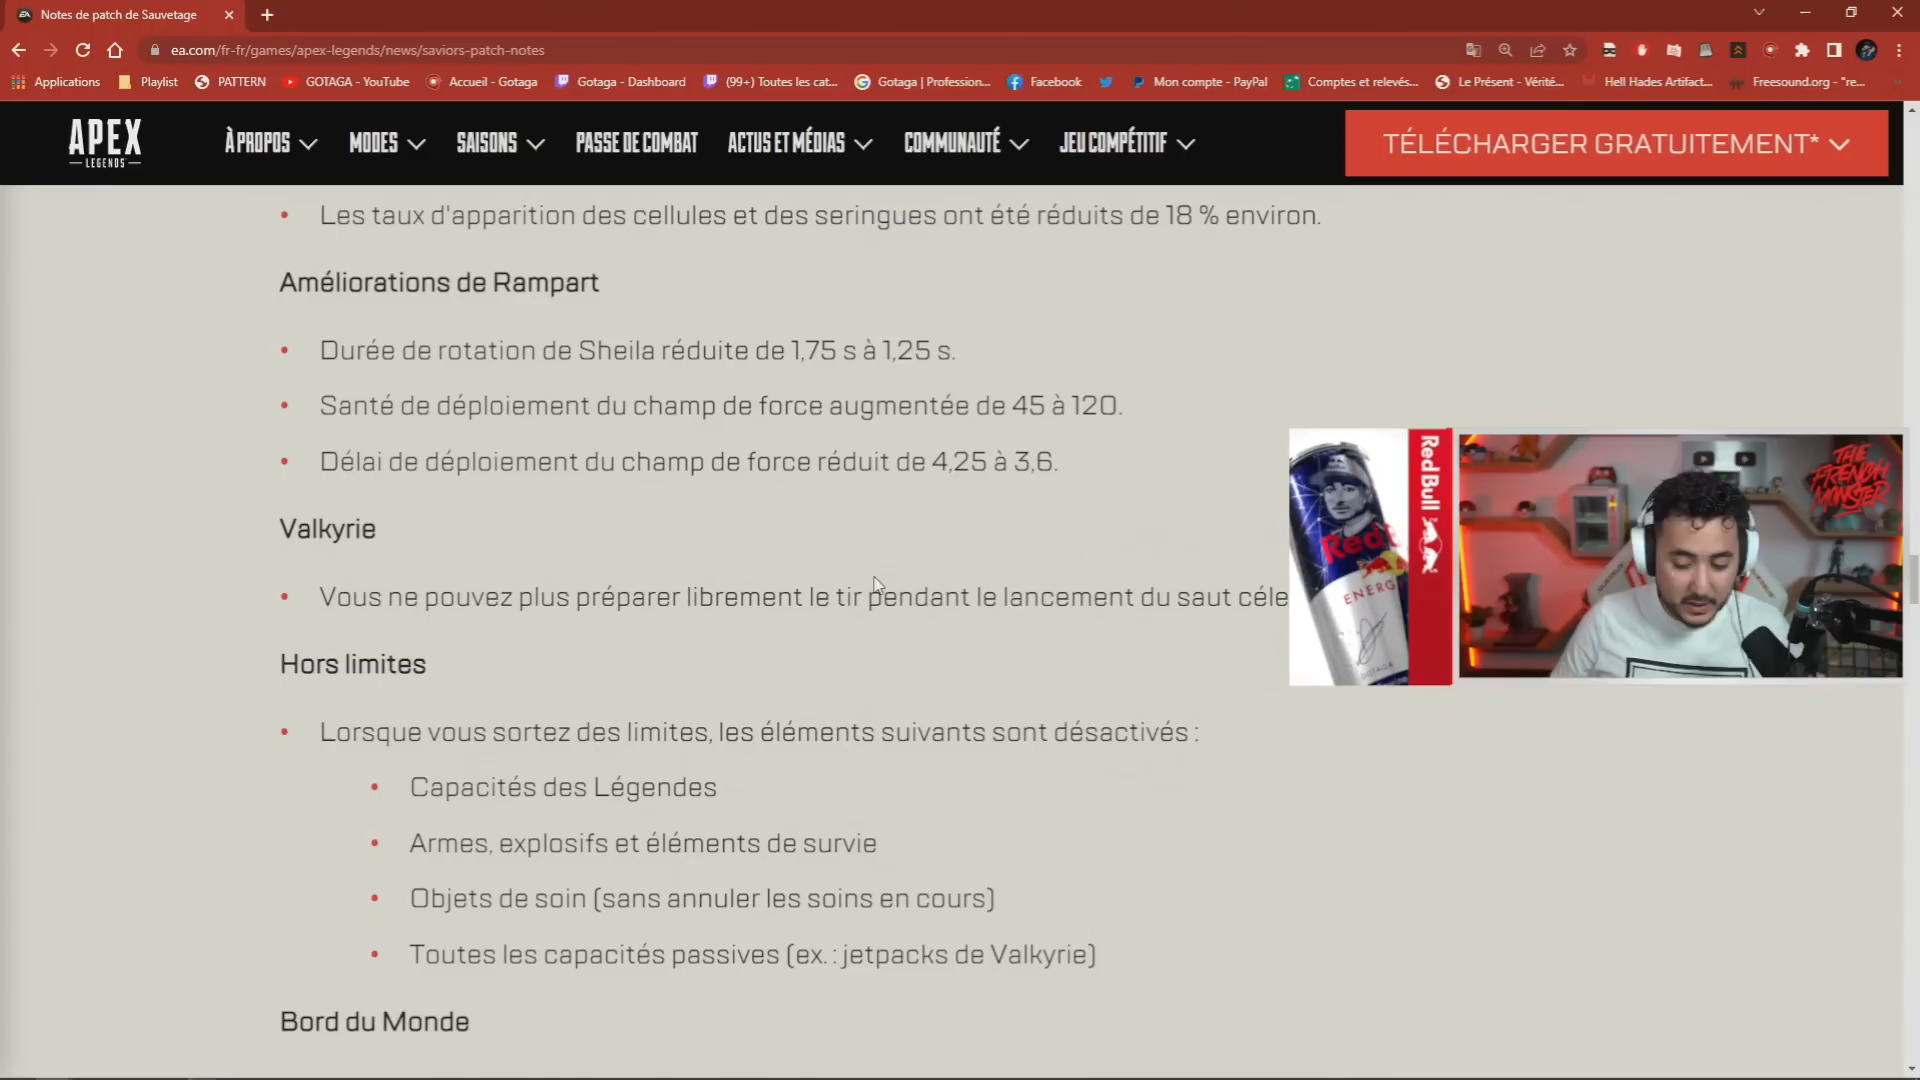 Notes de patch de Sauvetage
ea.com/fr-fr/games/apex-legends/news/saviors-patch-notes
Applications
Playlist
PATTERN
GOTAGA - YouTube
Accueil - Gotaga
Gotaga - Dashboard
(99+) Toutes les cat...
Gotaga | Profession...
Facebook
Mon compte - PayPal
Comptes et relevés...
Le Présent - Vérité...
Hell Hades Artifact...
Freesound.org - "re...
APEX
LEGENDS
À PROPOS
MODES
SAISONS
PASSE DE COMBAT
ACTUS ET MÉDIAS
COMMUNAUTÉ
JEU COMPÉTITIF
TÉLÉCHARGER GRATUITEMENT*
• Les taux d'apparition des cellules et des seringues ont été réduits de 18 % environ.
Améliorations de Rampart
• Durée de rotation de Sheila réduite de 1,75 s à 1,25 s.
• Santé de déploiement du champ de force augmentée de 45 à 120.
• Délai de déploiement du champ de force réduit de 4,25 à 3,6.
Valkyrie
• Vous ne pouvez plus préparer librement le tir pendant le lancement du saut céle
Hors limites
• Lorsque vous sortez des limites, les éléments suivants sont désactivés :
• Capacités des Légendes
• Armes, explosifs et éléments de survie
• Objets de soin (sans annuler les soins en cours)
• Toutes les capacités passives (ex. : jetpacks de Valkyrie)
Bord du Monde
Red B
ENERG
GOTAGA
Red Bull
THE
FRENCH
MONSTER